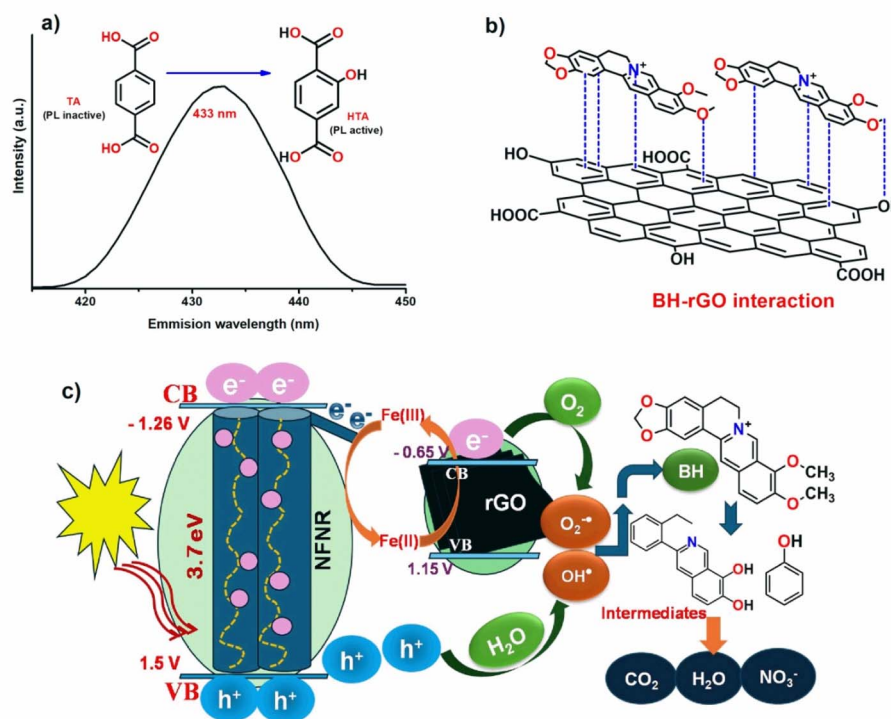 a)
HO
O
OH
TA
(PL inactive)
HO
O
433 nm
HO
O
OH
HTA
(PL active)
HO
O
Intensity (a.u.)
420
430
440
450
Emmision wavelength (nm)
b)
O
O
N+
O
O
O
O
N+
O
O
HO
HOOC
HOOC
OH
O
COOH
BH-rGO interaction
c)
e-
e-
CB
- 1.26 V
e-
e-
Fe(III)
e-
O2
- 0.65 V
CB
rGO
3.7eV
NFNR
Fe(II)
VB
1.15 V
O2-•
OH•
BH
O
O
N+
OCH3
OCH3
N
OH
OH
OH
Intermediates
1.5 V
VB
h+
h+
h+
h+
H2O
CO2
H2O
NO3-